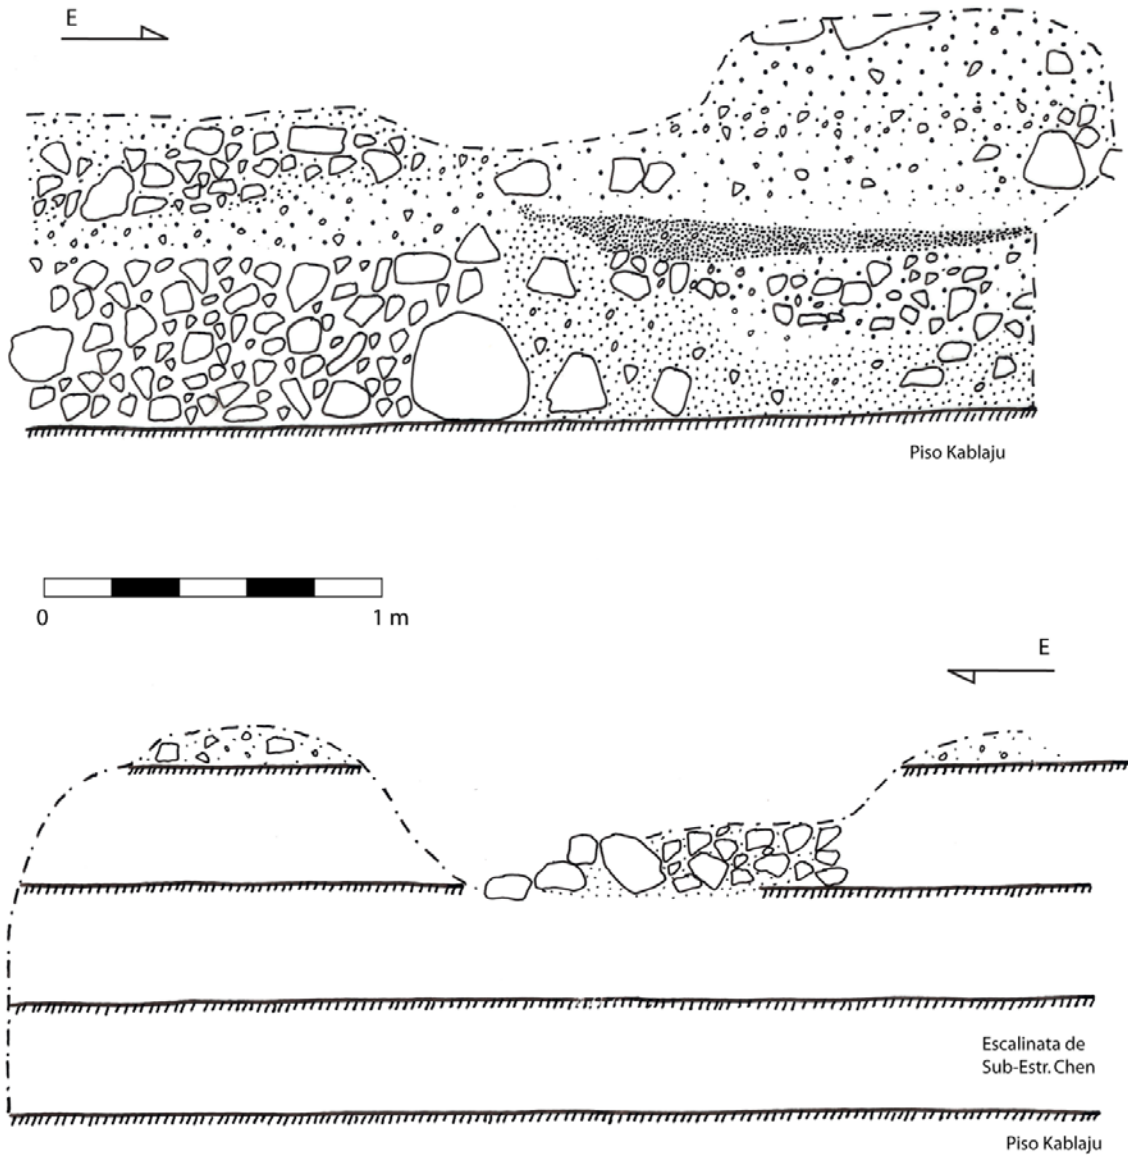 E
Piso Kablaju
0 1 m
E
Escalinata de
Sub-Estr. Chen
Piso Kablaju